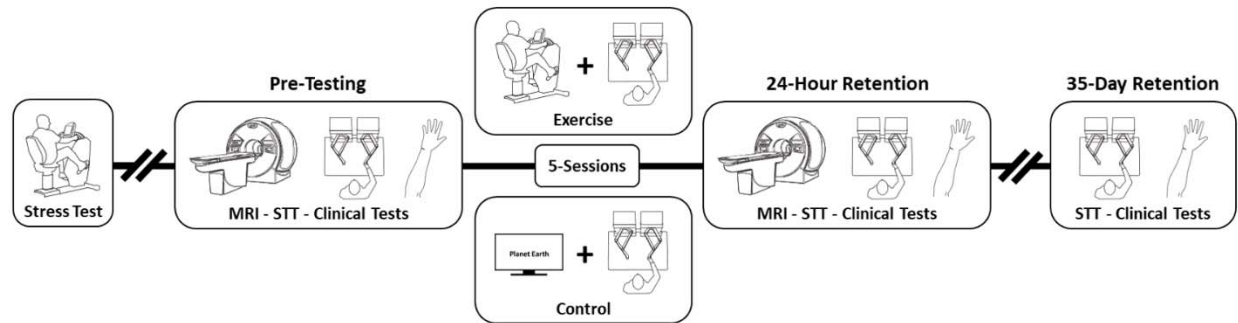 Stress Test
Pre-Testing
MRI - STT - Clinical Tests
Exercise
5-Sessions
Planet Earth
Control
24-Hour Retention
MRI - STT - Clinical Tests
35-Day Retention
STT - Clinical Tests